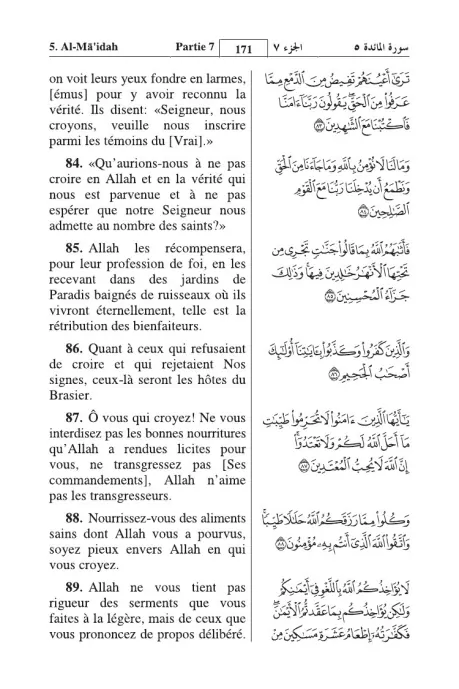 5. Al-Mā'idah Partie 7 171 الجزء ٧ سورة المائدة ٥
on voit leurs yeux fondre en larmes,
[émus] pour y avoir reconnu la
vérité. Ils disent: «Seigneur, nous
croyons, veuille nous inscrire
parmi les témoins du [Vrai].»
84. «Qu'aurions-nous à ne pas
croire en Allah et en la vérité qui
nous est parvenue et à ne pas
espérer que notre Seigneur nous
admette au nombre des saints?»
85. Allah les récompensera,
pour leur profession de foi, en les
recevant dans des jardins de
Paradis baignés de ruisseaux où ils
vivront éternellement, telle est la
rétribution des bienfaiteurs.
86. Quant à ceux qui refusaient
de croire et qui rejetaient Nos
signes, ceux-là seront les hôtes du
Brasier.
87. Ô vous qui croyez! Ne vous
interdisez pas les bonnes nourritures
qu'Allah a rendues licites pour
vous, ne transgressez pas [Ses
commandements], Allah n'aime
pas les transgresseurs.
88. Nourrissez-vous des aliments
sains dont Allah vous a pourvus,
soyez pieux envers Allah en qui
vous croyez.
89. Allah ne vous tient pas
rigueur des serments que vous
faites à la légère, mais de ceux que
vous prononcez de propos délibéré.
تَرَىٰٓ أَعْيُنَهُمْ تَفِيضُ مِنَ ٱلدَّمْعِ مِمَّا
عَرَفُوا۟ مِنَ ٱلْحَقِّ يَقُولُونَ رَبَّنَآ ءَامَنَّا
فَٱكْتُبْنَا مَعَ ٱلشَّٰهِدِينَ ٨٣
وَمَا لَنَا لَا نُؤْمِنُ بِٱللَّهِ وَمَا جَآءَنَا مِنَ ٱلْحَقِّ
وَنَطْمَعُ أَن يُدْخِلَنَا رَبُّنَا مَعَ ٱلْقَوْمِ
ٱلصَّٰلِحِينَ ٨٤
فَأَثَٰبَهُمُ ٱللَّهُ بِمَا قَالُوا۟ جَنَّٰتٍ تَجْرِى مِن
تَحْتِهَا ٱلْأَنْهَٰرُ خَٰلِدِينَ فِيهَا وَذَٰلِكَ
جَزَآءُ ٱلْمُحْسِنِينَ ٨٥
وَٱلَّذِينَ كَفَرُوا۟ وَكَذَّبُوا۟ بِـَٔايَٰتِنَآ أُو۟لَٰٓئِكَ
أَصْحَٰبُ ٱلْجَحِيمِ ٨٦
يَٰٓأَيُّهَا ٱلَّذِينَ ءَامَنُوا۟ لَا تُحَرِّمُوا۟ طَيِّبَٰتِ
مَآ أَحَلَّ ٱللَّهُ لَكُمْ وَلَا تَعْتَدُوٓا۟
إِنَّ ٱللَّهَ لَا يُحِبُّ ٱلْمُعْتَدِينَ ٨٧
وَكُلُوا۟ مِمَّا رَزَقَكُمُ ٱللَّهُ حَلَٰلًا طَيِّبًا
وَٱتَّقُوا۟ ٱللَّهَ ٱلَّذِىٓ أَنتُم بِهِۦ مُؤْمِنُونَ ٨٨
لَا يُؤَاخِذُكُمُ ٱللَّهُ بِٱللَّغْوِ فِىٓ أَيْمَٰنِكُمْ
وَلَٰكِن يُؤَاخِذُكُم بِمَا عَقَّدتُّمُ ٱلْأَيْمَٰنَ
فَكَفَّٰرَتُهُۥٓ إِطْعَامُ عَشَرَةِ مَسَٰكِينَ مِنْ